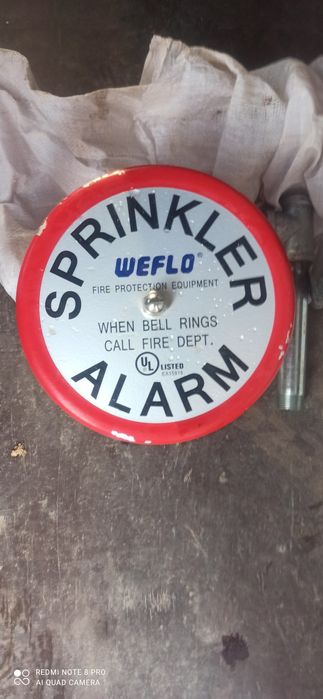 SPRINKLER
WEFLO®
FIRE PROTECTION EQUIPMENT
WHEN BELL RINGS
CALL FIRE DEPT.
UL LISTED
ALARM
REDMI NOTE 8 PRO
AI QUAD CAMERA